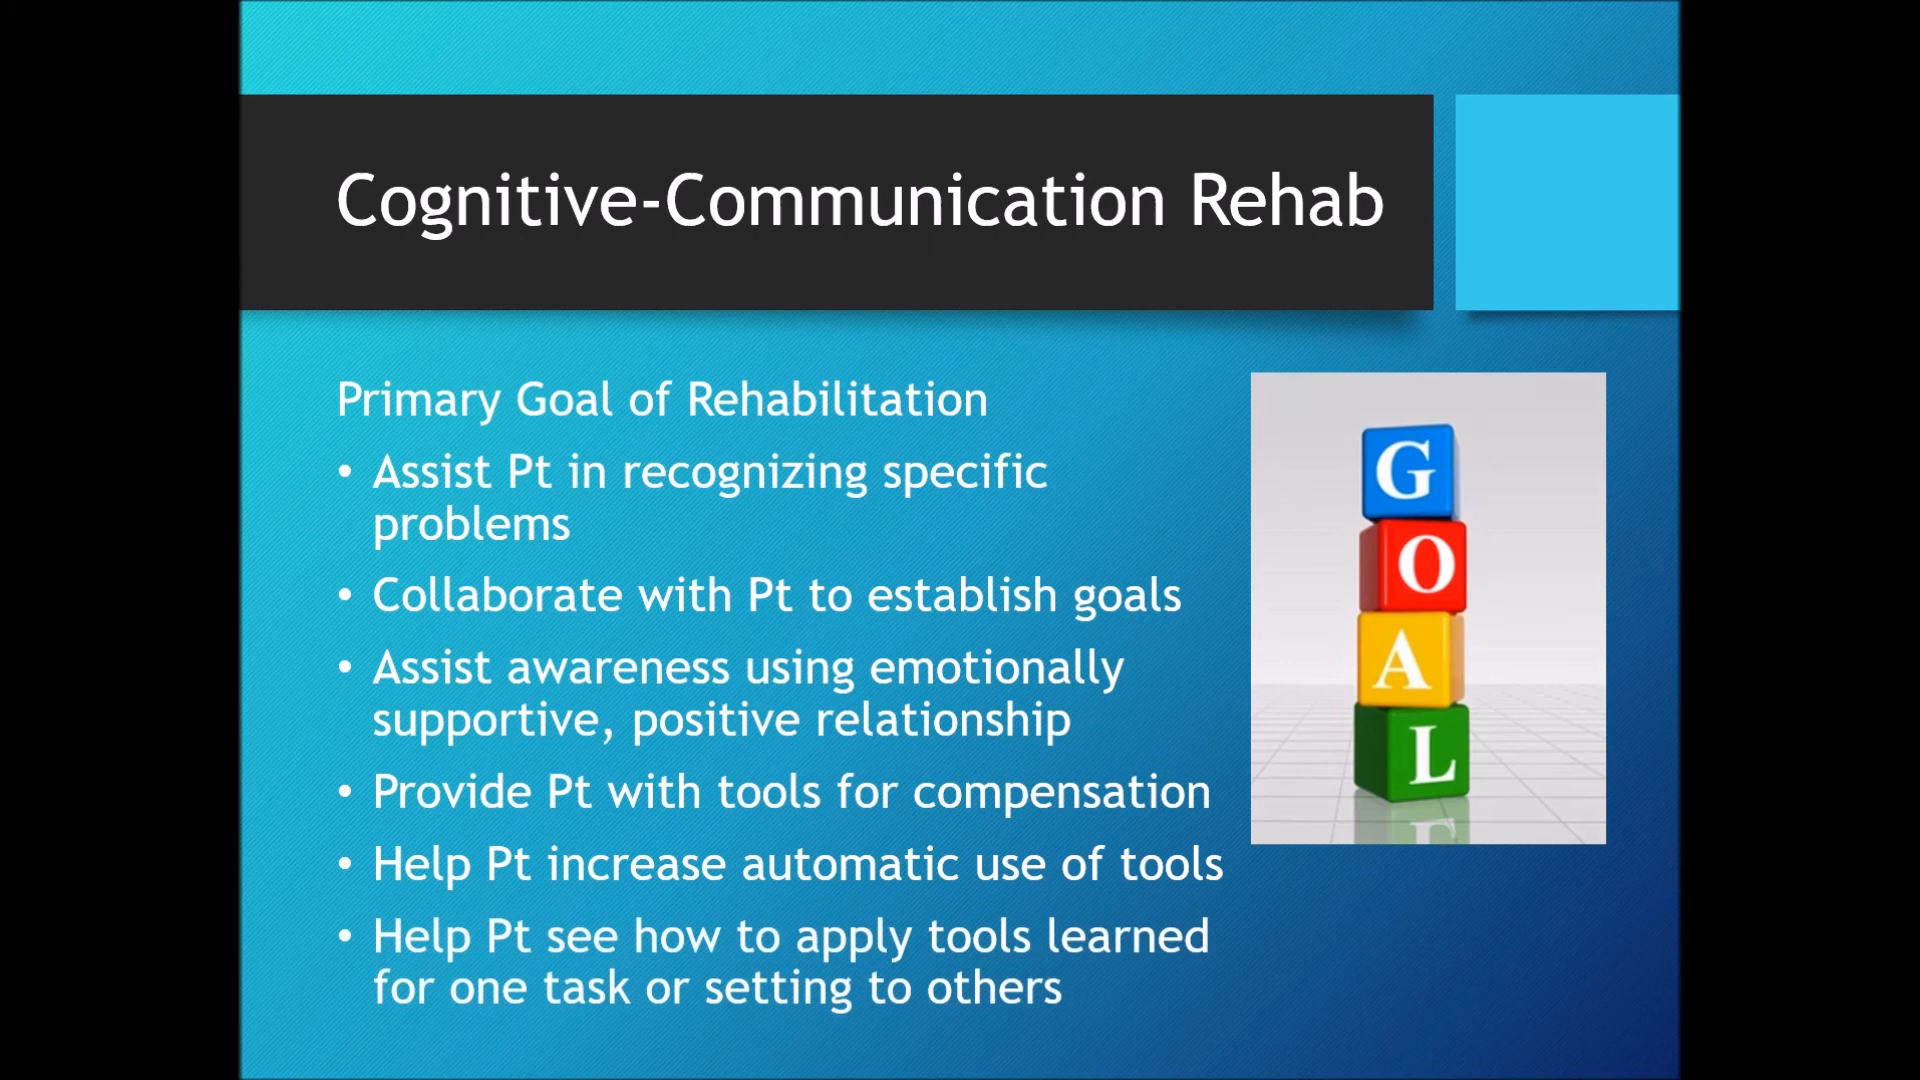 Cognitive-Communication Rehab
Primary Goal of Rehabilitation
• Assist Pt in recognizing specific
problems
• Collaborate with Pt to establish goals
• Assist awareness using emotionally
supportive, positive relationship
• Provide Pt with tools for compensation
• Help Pt increase automatic use of tools
• Help Pt see how to apply tools learned
for one task or setting to others
G
O
A
L